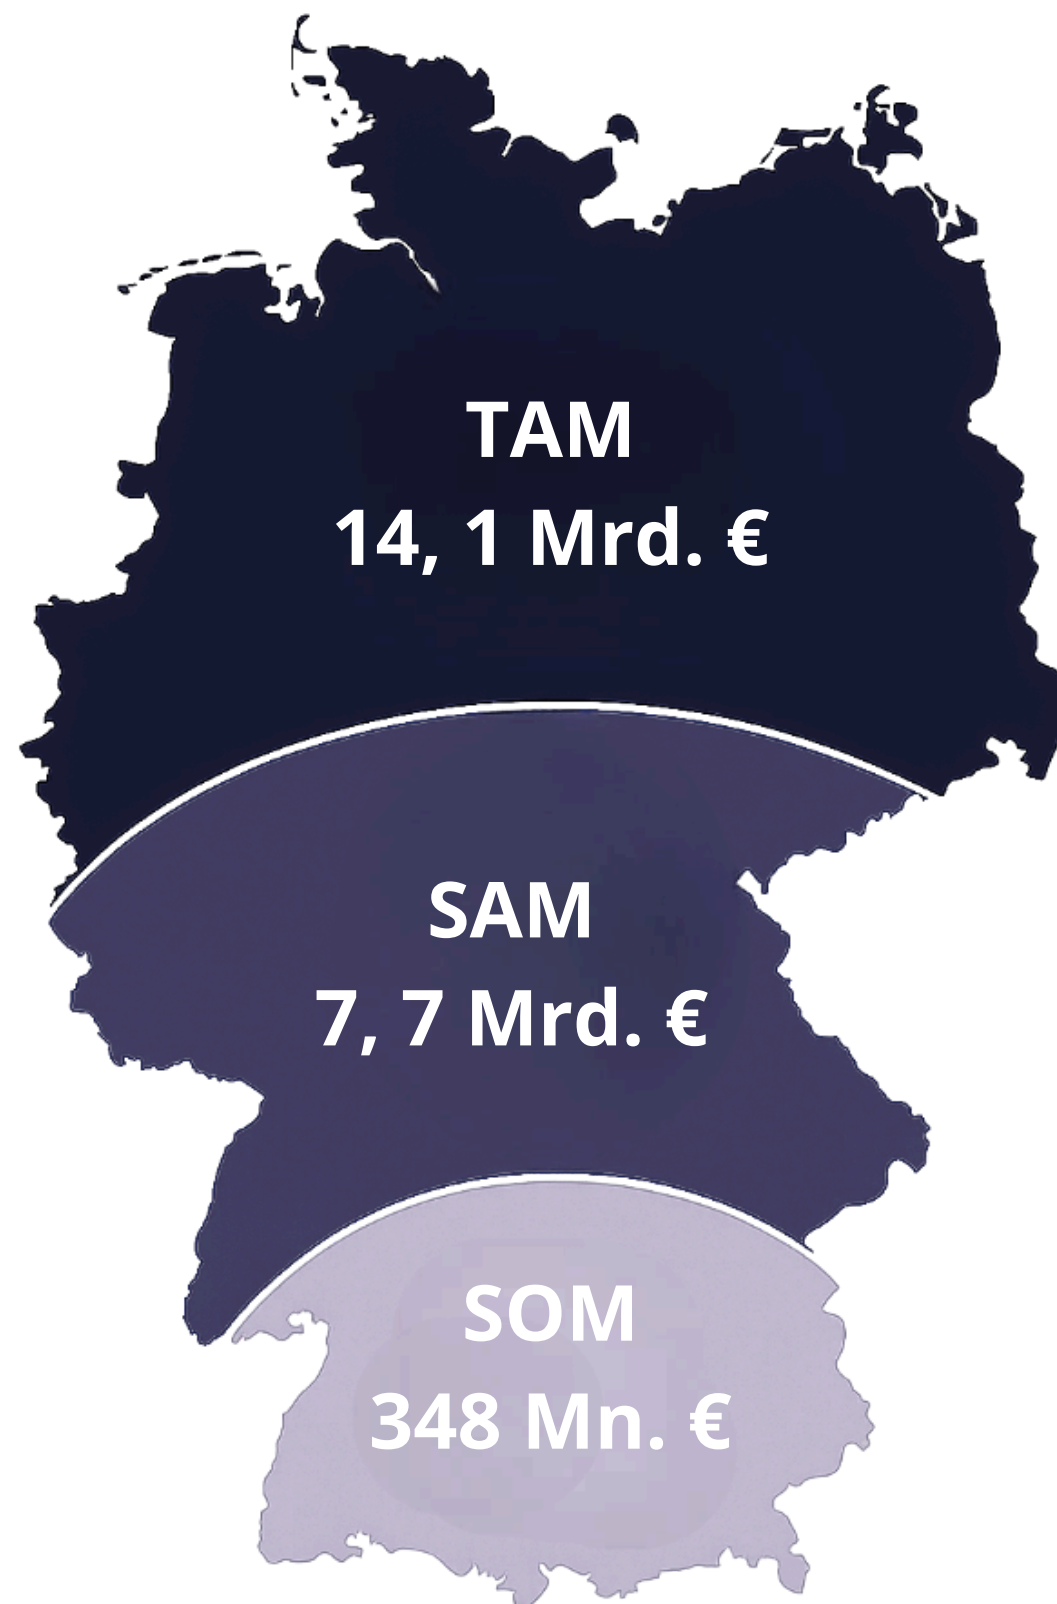 TAM
14, 1 Mrd. €
SAM
7, 7 Mrd. €
SOM
348 Mn. €